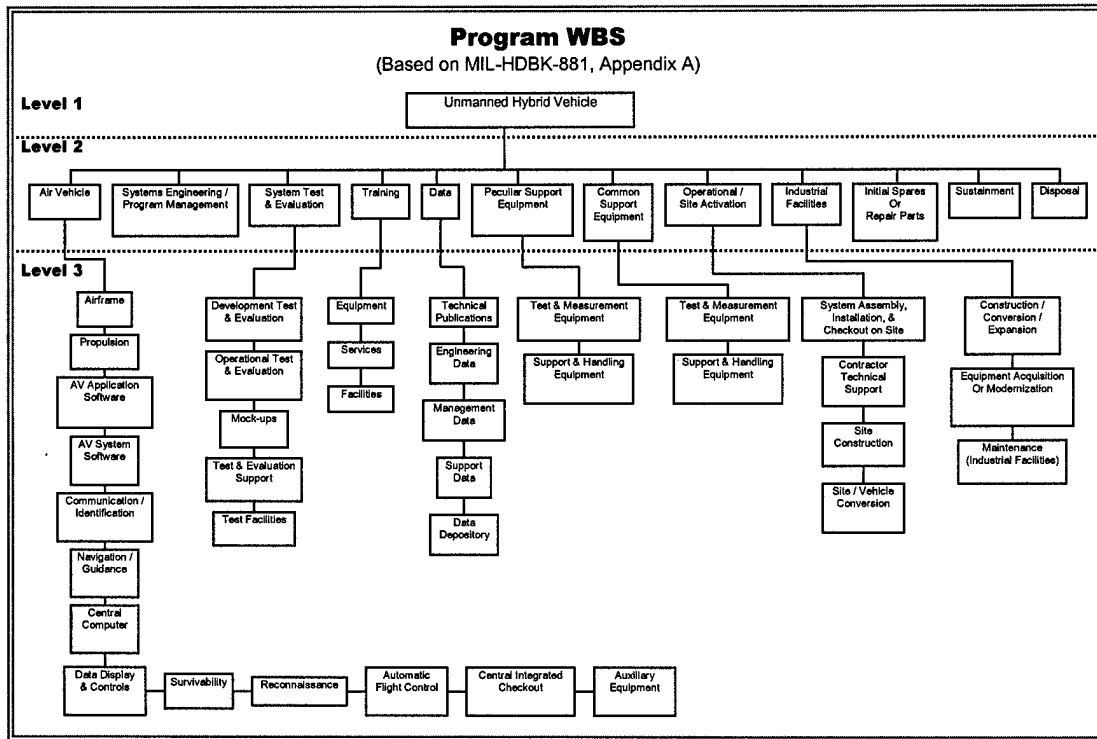 Program WBS
(Based on MIL-HDBK-881, Appendix A)
Level 1
Unmanned Hybrid Vehicle
Level 2
Air Vehicle
Systems Engineering /
Program Management
System Test
& Evaluation
Training
Data
Peculiar Support
Equipment
Common
Support
Equipment
Operational /
Site Activation
Industrial
Facilities
Initial Spares
Or
Repair Parts
Sustainment
Disposal
Level 3
Airframe
Propulsion
AV Application
Software
AV System
Software
Communication /
Identification
Navigation /
Guidance
Central
Computer
Data Display
& Controls
Survivability
Reconnaissance
Automatic
Flight Control
Central Integrated
Checkout
Auxiliary
Equipment
Development Test
& Evaluation
Operational Test
& Evaluation
Mock-ups
Test & Evaluation
Support
Test Facilities
Equipment
Services
Facilities
Technical
Publications
Engineering
Data
Management
Data
Support
Data
Data
Depository
Test & Measurement
Equipment
Support & Handling
Equipment
Test & Measurement
Equipment
Support & Handling
Equipment
System Assembly,
Installation, &
Checkout on Site
Contractor
Technical
Support
Site
Construction
Site / Vehicle
Conversion
Construction /
Conversion /
Expansion
Equipment Acquisition
Or Modernization
Maintenance
(Industrial Facilities)